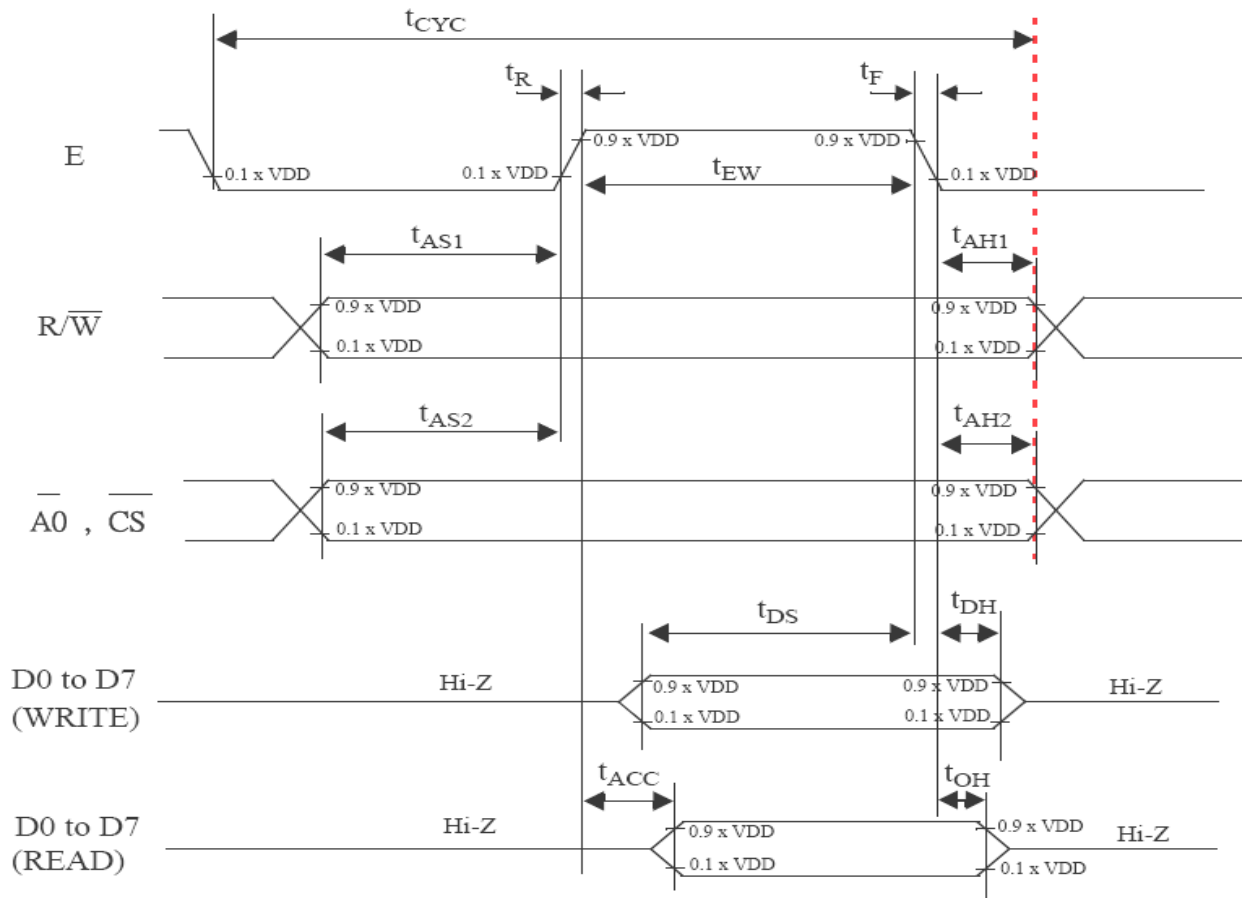 tCYC
tR tF
E
0.9 x VDD 0.9 x VDD
0.1 x VDD 0.1 x VDD tEW 0.1 x VDD
tAS1 tAH1
R/W̅
0.9 x VDD 0.9 x VDD
0.1 x VDD 0.1 x VDD
tAS2 tAH2
A̅0̅ , C̅S̅
0.9 x VDD 0.9 x VDD
0.1 x VDD 0.1 x VDD
tDS tDH
D0 to D7
(WRITE)
Hi-Z 0.9 x VDD 0.9 x VDD Hi-Z
0.1 x VDD 0.1 x VDD
tACC tOH
D0 to D7
(READ)
Hi-Z 0.9 x VDD 0.9 x VDD Hi-Z
0.1 x VDD 0.1 x VDD